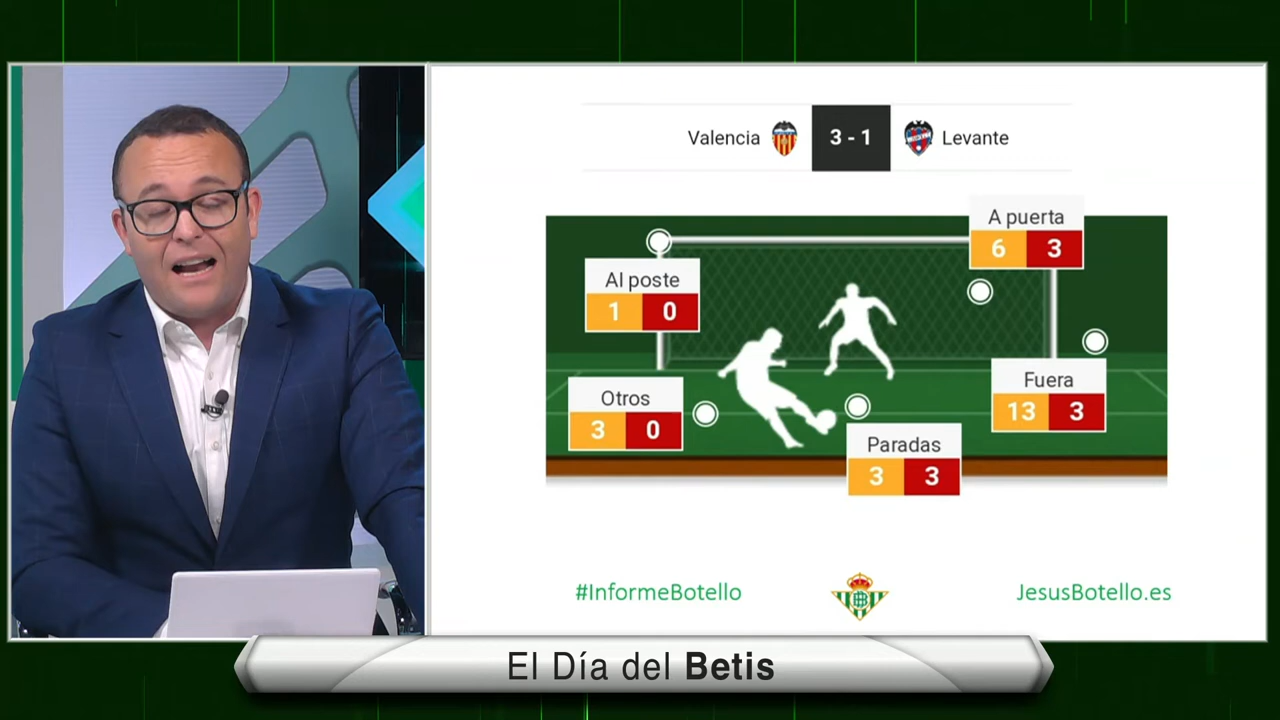 Valencia 3 - 1 Levante
A puerta
6 3
Al poste
1 0
Fuera
13 3
Otros
3 0
Paradas
3 3
#InformeBotello
JesusBotello.es
El Día del Betis